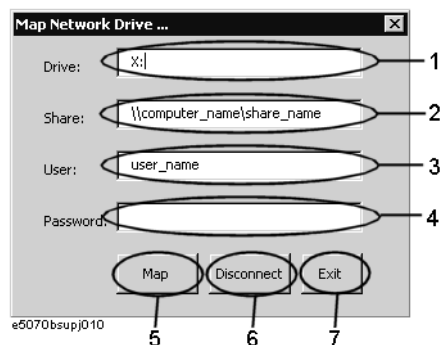 Map Network Drive ...
Drive: X: 1
Share: \\computer_name\share_name 2
User: user_name 3
Password: 4
Map Disconnect Exit
e5070bsupj010
5 6 7